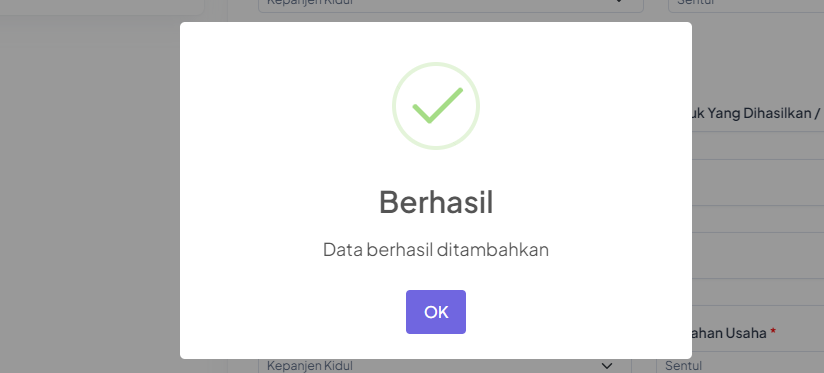 Kepanjen Kidul
Sentul
uk Yang Dihasilkan /
Berhasil
Data berhasil ditambahkan
OK
ahan Usaha *
Kepanjen Kidul
Sentul